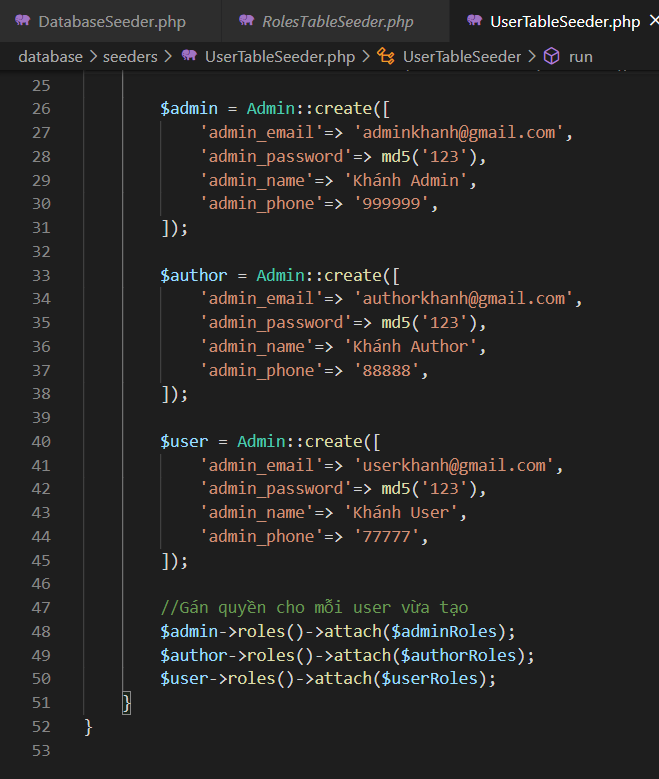 DatabaseSeeder.php RolesTableSeeder.php UserTableSeeder.php
database > seeders > UserTableSeeder.php > UserTableSeeder > run
25
26 $admin = Admin::create([
27 'admin_email'=> 'adminkhanh@gmail.com',
28 'admin_password'=> md5('123'),
29 'admin_name'=> 'Khánh Admin',
30 'admin_phone'=> '999999',
31 ]);
32
33 $author = Admin::create([
34 'admin_email'=> 'authorkhanh@gmail.com',
35 'admin_password'=> md5('123'),
36 'admin_name'=> 'Khánh Author',
37 'admin_phone'=> '88888',
38 ]);
39
40 $user = Admin::create([
41 'admin_email'=> 'userkhanh@gmail.com',
42 'admin_password'=> md5('123'),
43 'admin_name'=> 'Khánh User',
44 'admin_phone'=> '77777',
45 ]);
46
47 //Gán quyền cho mỗi user vừa tạo
48 $admin->roles()->attach($adminRoles);
49 $author->roles()->attach($authorRoles);
50 $user->roles()->attach($userRoles);
51 }
52 }
53